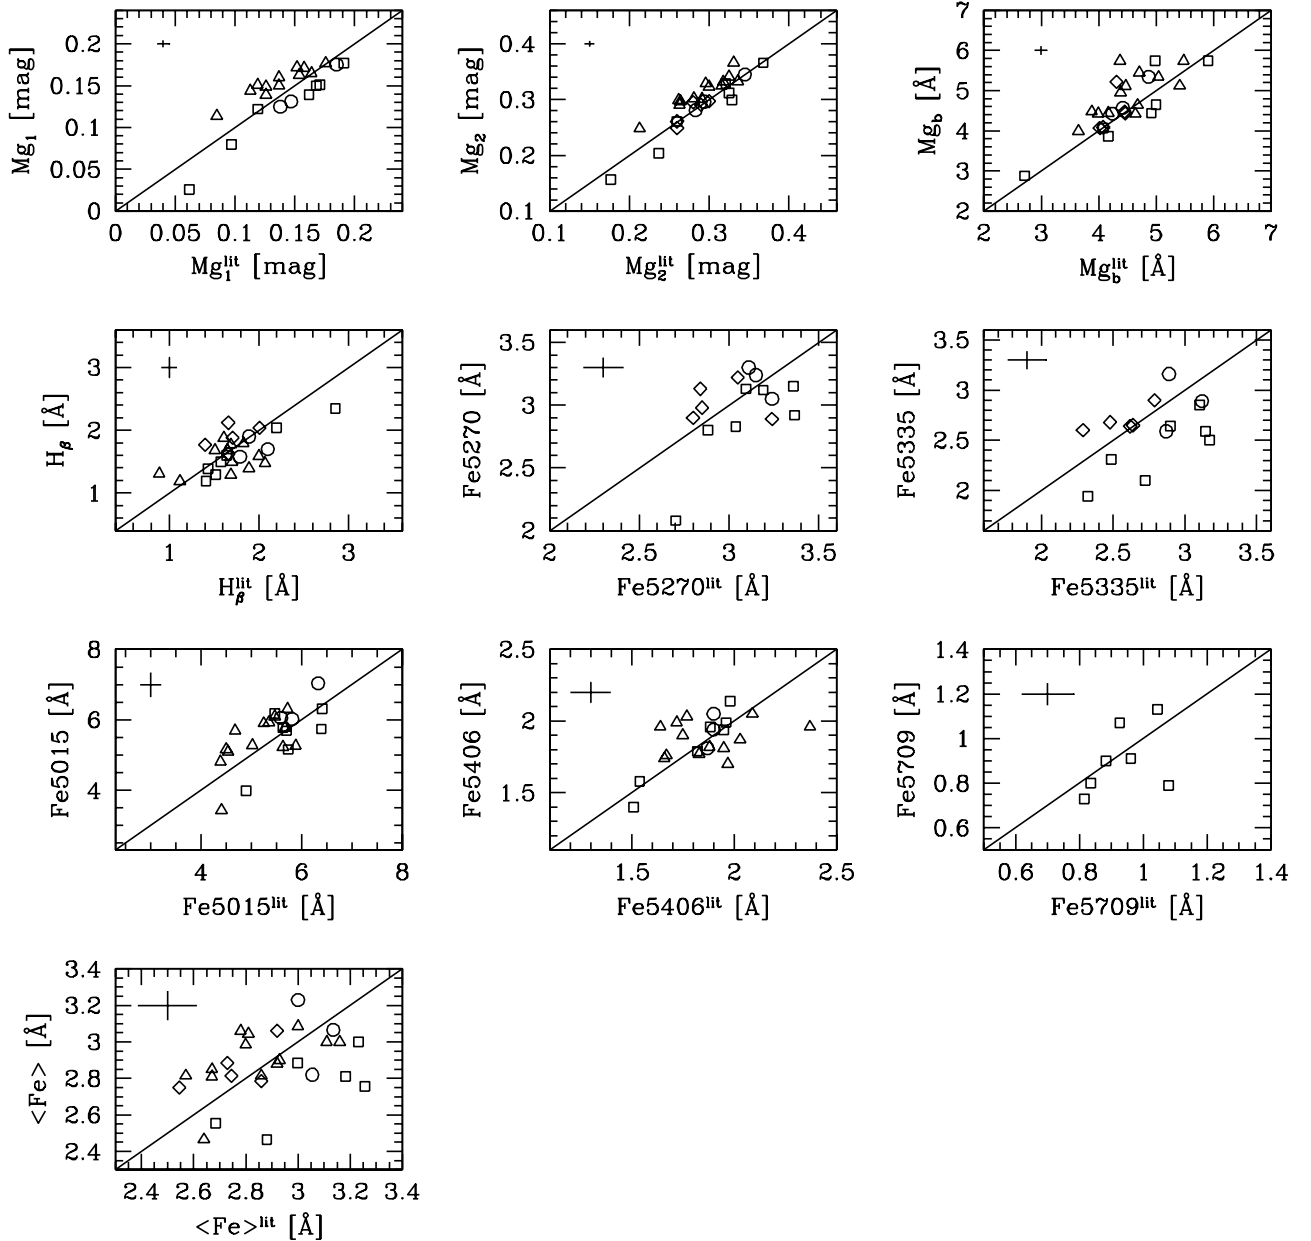 0.2
0.15
0.1
0.05
0
Mg1 [mag]
0 0.05 0.1 0.15 0.2
Mg1lit [mag]
0.4
0.3
0.2
0.1
Mg2 [mag]
0.1 0.2 0.3 0.4
Mg2lit [mag]
7
6
5
4
3
2
Mgb [Å]
2 3 4 5 6 7
Mgblit [Å]
3
2
1
Hβ [Å]
1 2 3
Hβlit [Å]
3.5
3
2.5
2
Fe5270 [Å]
2 2.5 3 3.5
Fe5270lit [Å]
3.5
3
2.5
2
Fe5335 [Å]
2 2.5 3 3.5
Fe5335lit [Å]
8
6
4
Fe5015 [Å]
4 6 8
Fe5015lit [Å]
2.5
2
1.5
Fe5406 [Å]
1.5 2 2.5
Fe5406lit [Å]
1.4
1.2
1
0.8
0.6
Fe5709 [Å]
0.6 0.8 1 1.2 1.4
Fe5709lit [Å]
3.4
3.2
3
2.8
2.6
2.4
<Fe> [Å]
2.4 2.6 2.8 3 3.2 3.4
<Fe>lit [Å]